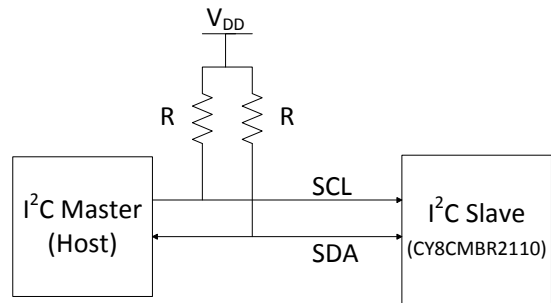 V_DD
R R
SCL
I²C Master
(Host)
I²C Slave
(CY8CMBR2110)
SDA